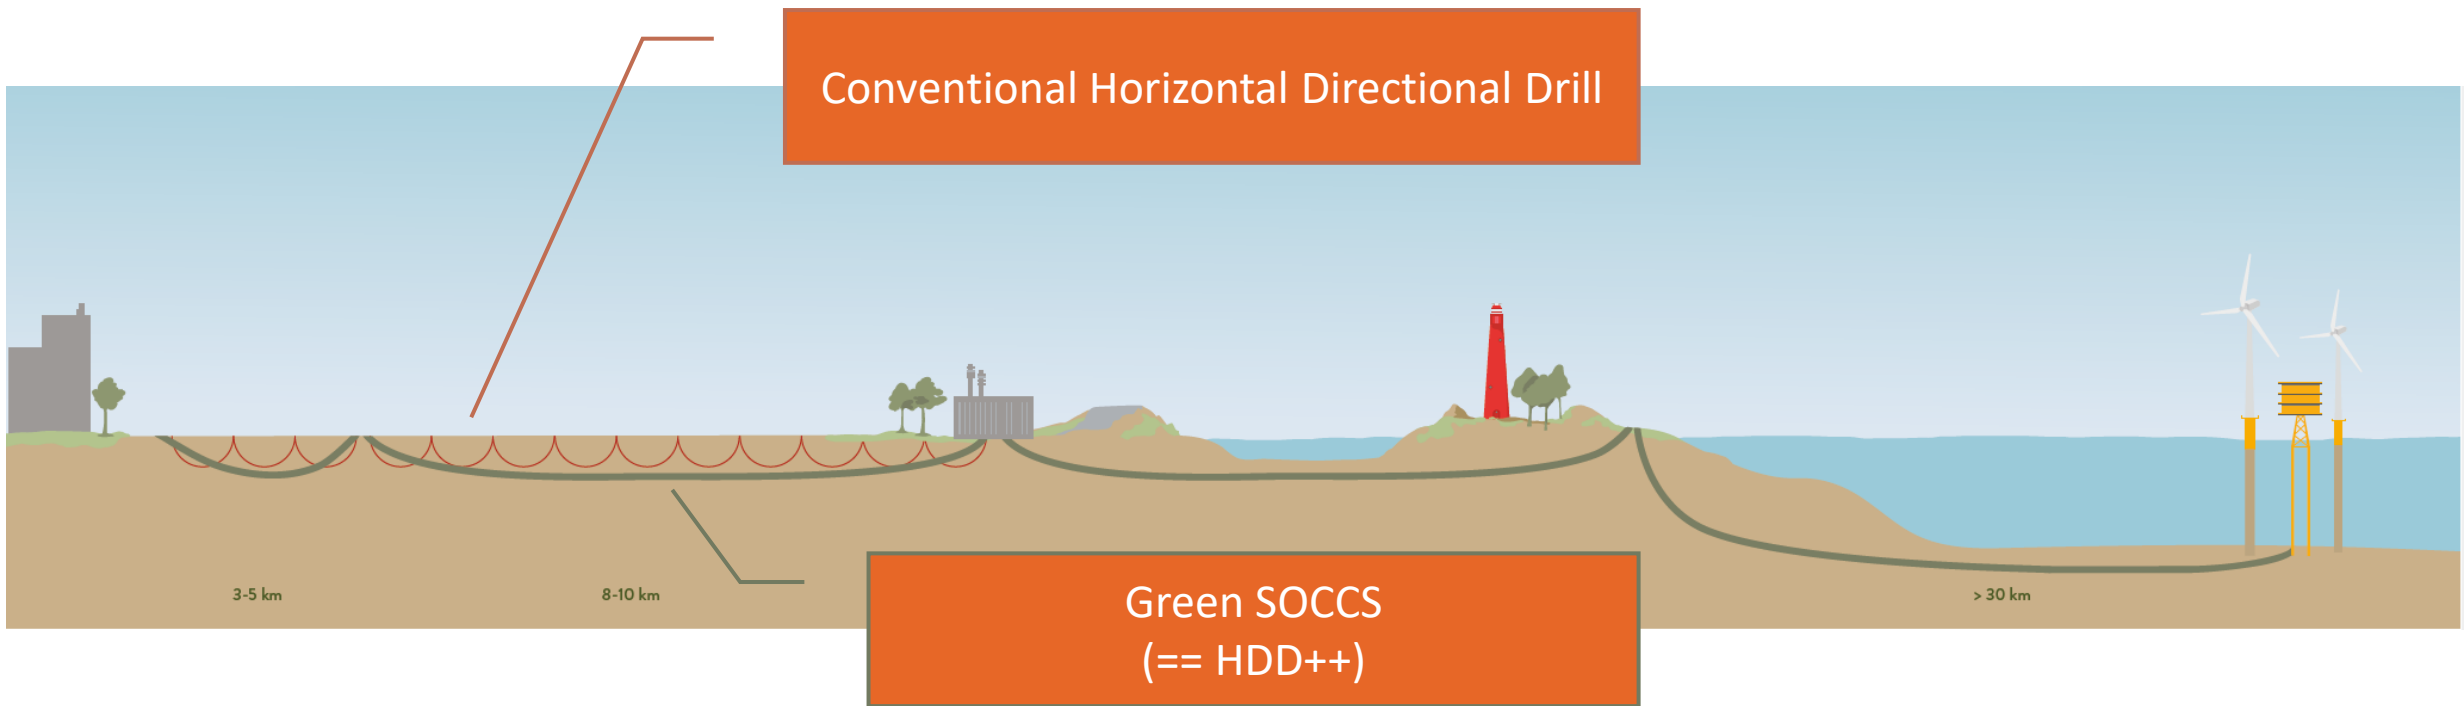 Conventional Horizontal Directional Drill
3-5 km
8-10 km
> 30 km
Green SOCCS
(== HDD++)